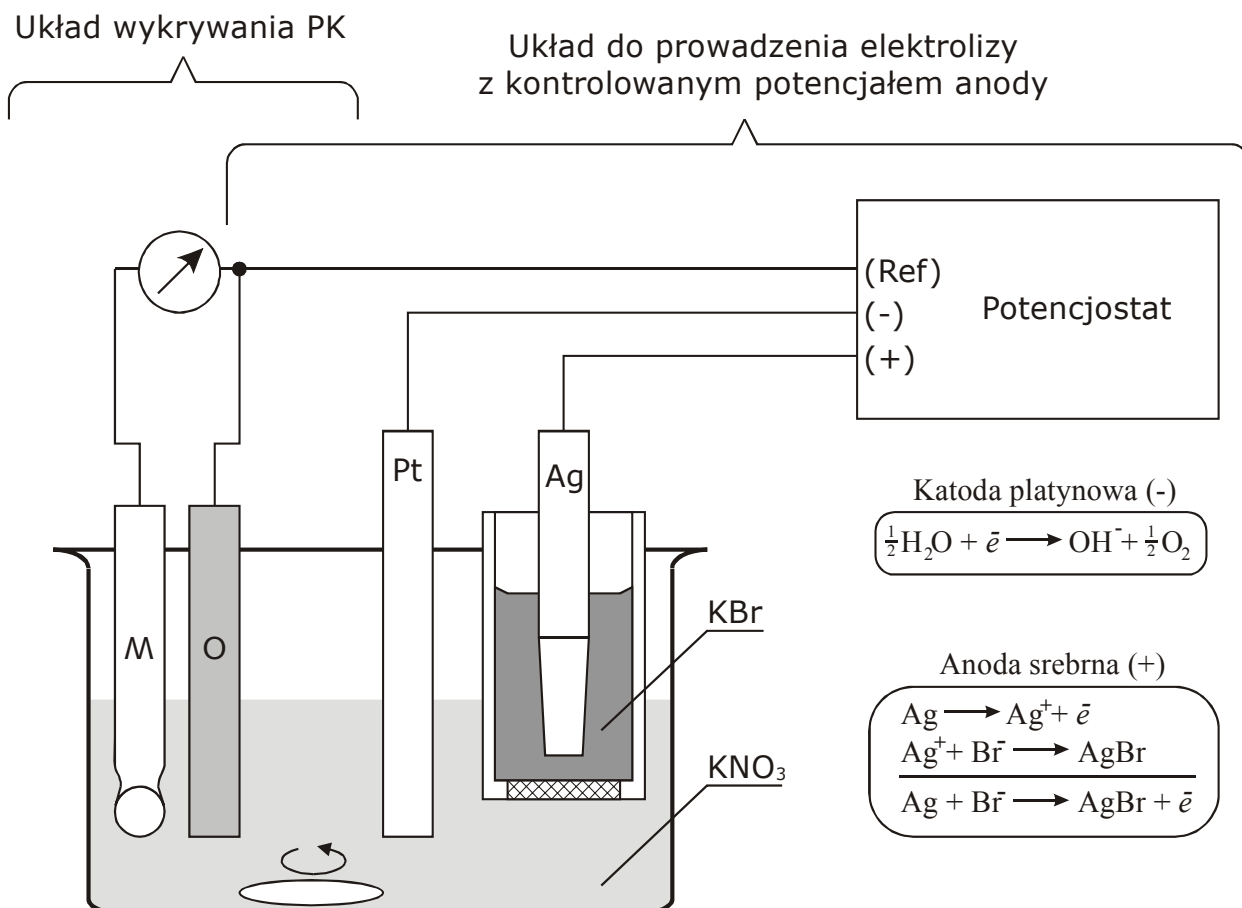 Układ wykrywania PK
Układ do prowadzenia elektrolizy
z kontrolowanym potencjałem anody
(Ref)
(-)
(+)
Potencjostat
Pt
Ag
M
O
KBr
KNO₃
Katoda platynowa (-)
½H₂O + ē ⟶ OH⁻ + ½O₂
Anoda srebrna (+)
Ag ⟶ Ag⁺ + ē
Ag⁺ + Br⁻ ⟶ AgBr
Ag + Br⁻ ⟶ AgBr + ē